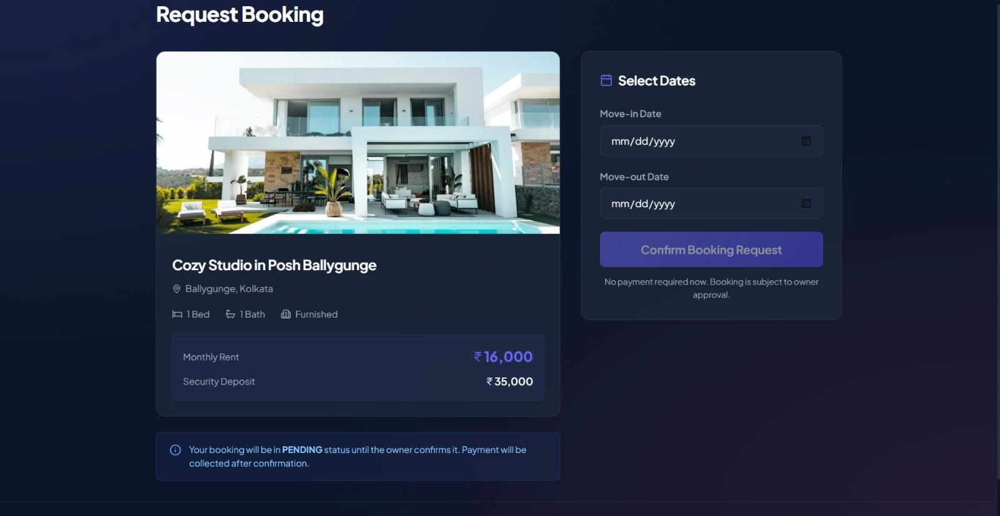 Request Booking
Cozy Studio in Posh Ballygunge
Ballygunge, Kolkata
1 Bed 1 Bath Furnished
Monthly Rent ₹16,000
Security Deposit ₹35,000
Your booking will be in PENDING status until the owner confirms it. Payment will be
collected after confirmation.
Select Dates
Move-in Date
mm/dd/yyyy
Move-out Date
mm/dd/yyyy
Confirm Booking Request
No payment required now. Booking is subject to owner
approval.